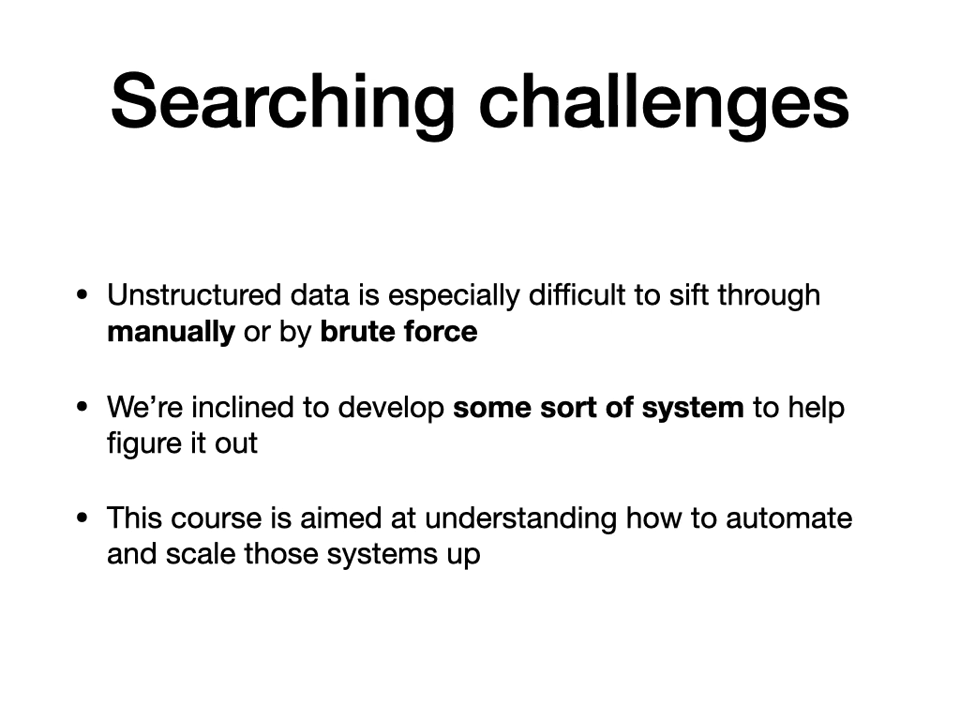 Searching challenges
• Unstructured data is especially difficult to sift through
manually or by brute force
• We’re inclined to develop some sort of system to help
figure it out
• This course is aimed at understanding how to automate
and scale those systems up